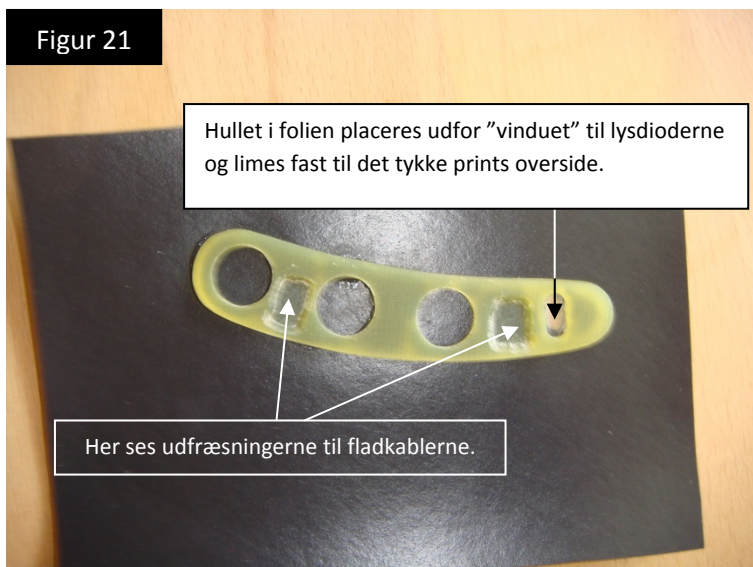 Figur 21
Hullet i folien placeres udfor ”vinduet” til lysdioderne
og limes fast til det tykke prints overside.
Her ses udfræsningerne til fladkablerne.